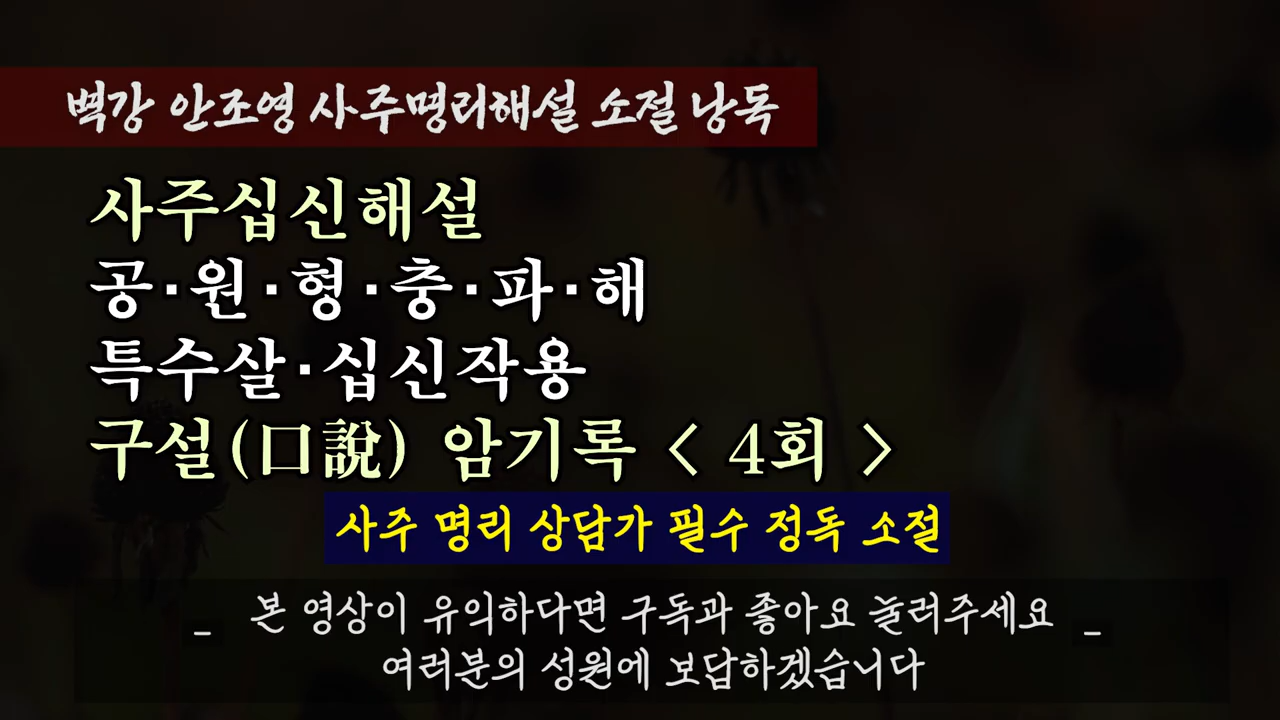 벽강 안조영 사주명리해설 소절 낭독
사주십신해설
공·원·형·충·파·해
특수살·십신작용
구설(口說) 암기록 < 4회 >
사주 명리 상담가 필수 정독 소절
_ 본 영상이 유의하다면 구독과 좋아요 눌러주세요 _
여러분의 성원에 보답하겠습니다